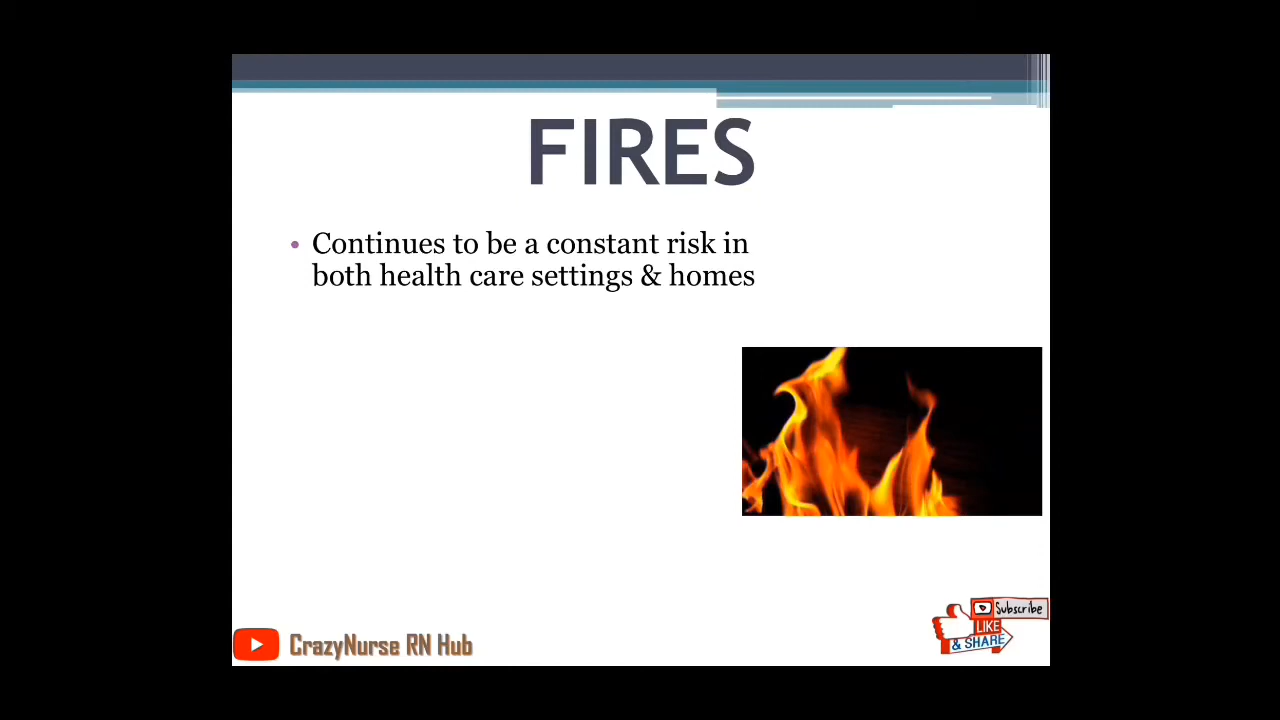 FIRES
• Continues to be a constant risk in
both health care settings & homes
Subscribe
LIKE
& SHARE
CrazyNurse RN Hub